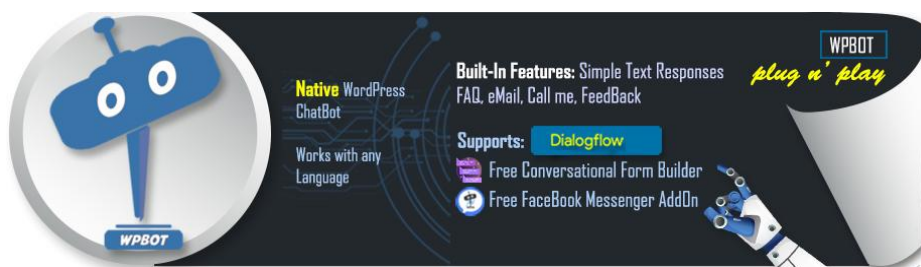 WPBOT
Native WordPress
ChatBot
Works with any
Language
Built-In Features: Simple Text Responses
FAQ, eMail, Call me, FeedBack
Supports: Dialogflow
Free Conversational Form Builder
Free FaceBook Messenger AddOn
WPBOT
plug n' play